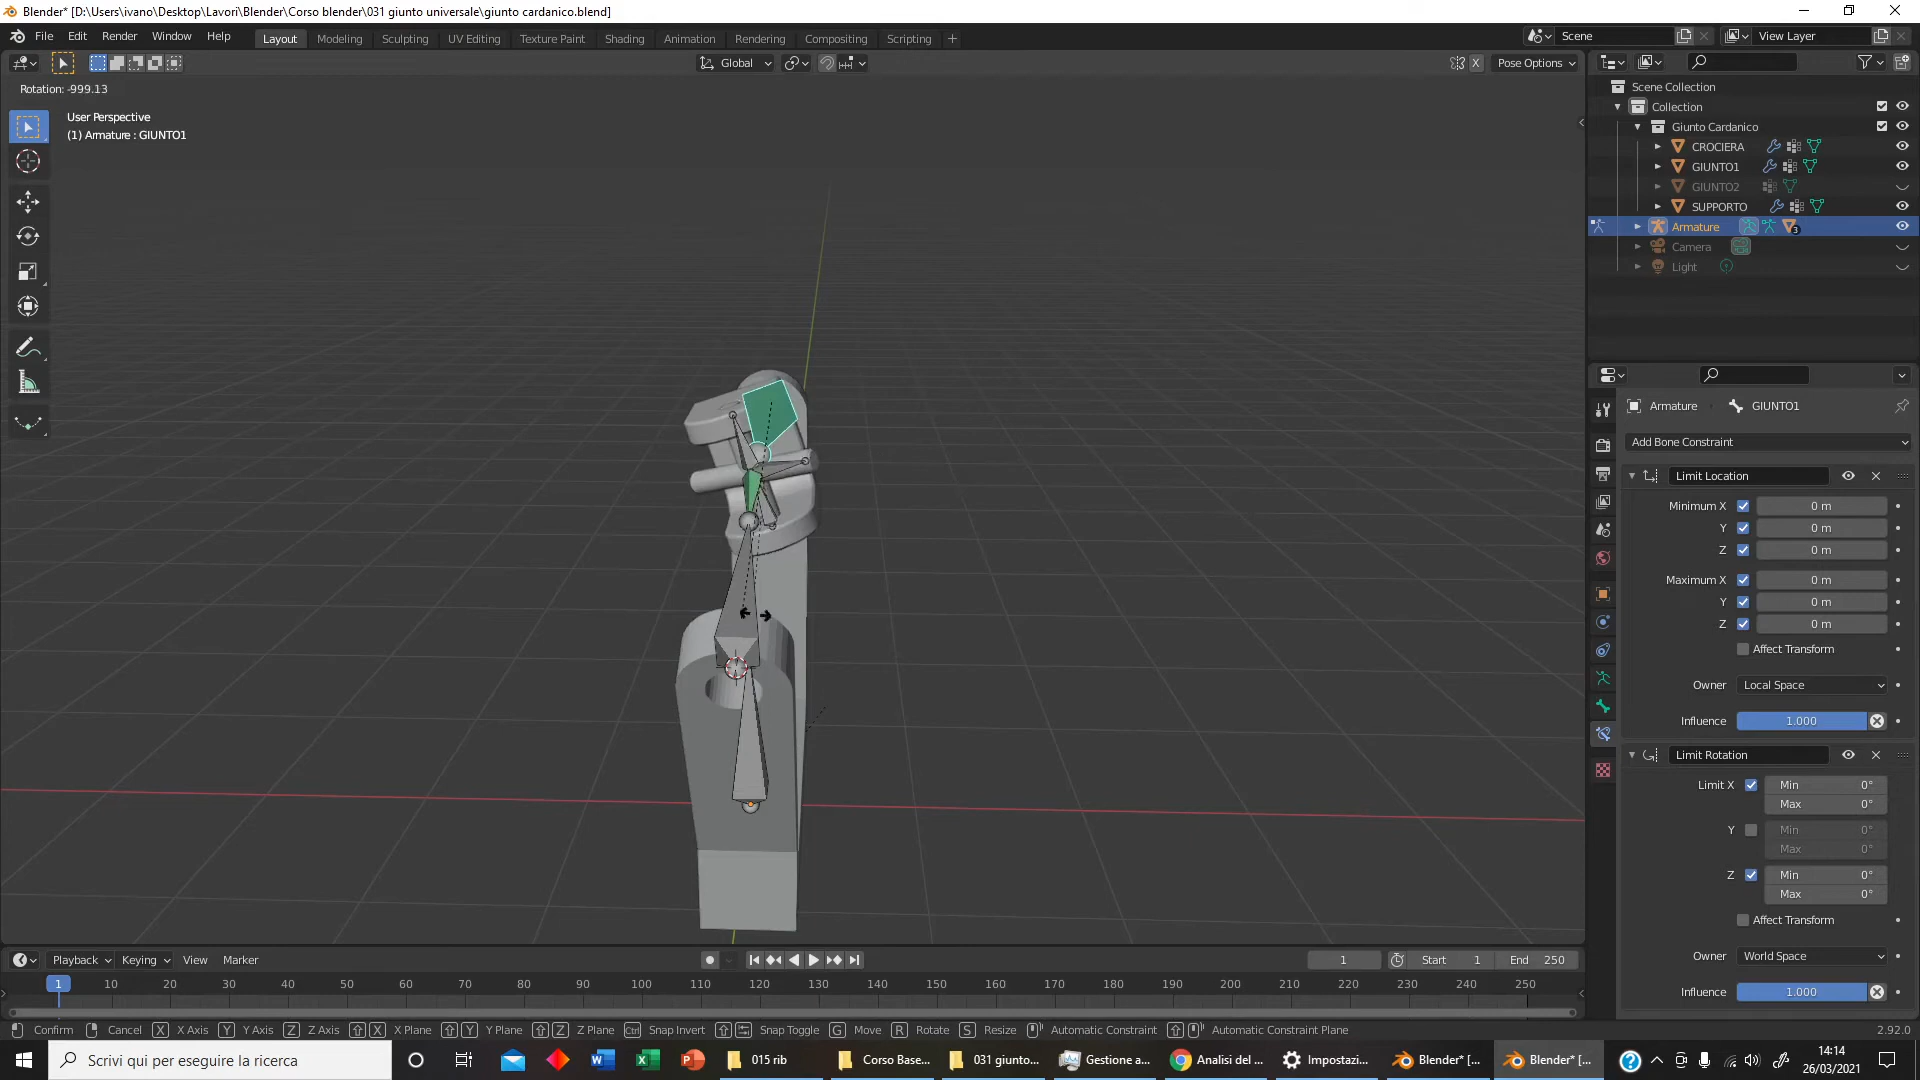 Blender* [D:\Users\ivano\Desktop\Lavori\Blender\Corso blender\031 giunto universale\giunto cardanico.blend]
File Edit Render Window Help Layout Modeling Sculpting UV Editing Texture Paint Shading Animation Rendering Compositing Scripting + Scene View Layer
Global X Pose Options
Rotation: -999.13
User Perspective
(1) Armature : GIUNTO1
Scene Collection
Collection
Giunto Cardanico
CROCIERA
GIUNTO1
GIUNTO2
SUPPORTO
Armature 3
Camera
Light
Armature GIUNTO1
Add Bone Constraint
Limit Location
Minimum X 0 m
Y 0 m
Z 0 m
Maximum X 0 m
Y 0 m
Z 0 m
Affect Transform
Owner Local Space
Influence 1.000
Limit Rotation
Limit X Min 0°
Max 0°
Y Min 0°
Max 0°
Z Min 0°
Max 0°
Affect Transform
Owner World Space
Influence 1.000
Playback Keying View Marker 1 Start 1 End 250
1 10 20 30 40 50 60 70 80 90 100 110 120 130 140 150 160 170 180 190 200 210 220 230 240 250
Confirm Cancel X X Axis Y Y Axis Z Z Axis X X Plane Y Y Plane Z Z Plane Ctrl Snap Invert Snap Toggle G Move R Rotate S Resize Automatic Constraint Automatic Constraint Plane 2.92.0
Scrivi qui per eseguire la ricerca 015 rib Corso Base... 031 giunto... Gestione a... Analisi del ... Impostazi... Blender* [... Blender* [...
14:14
26/03/2021